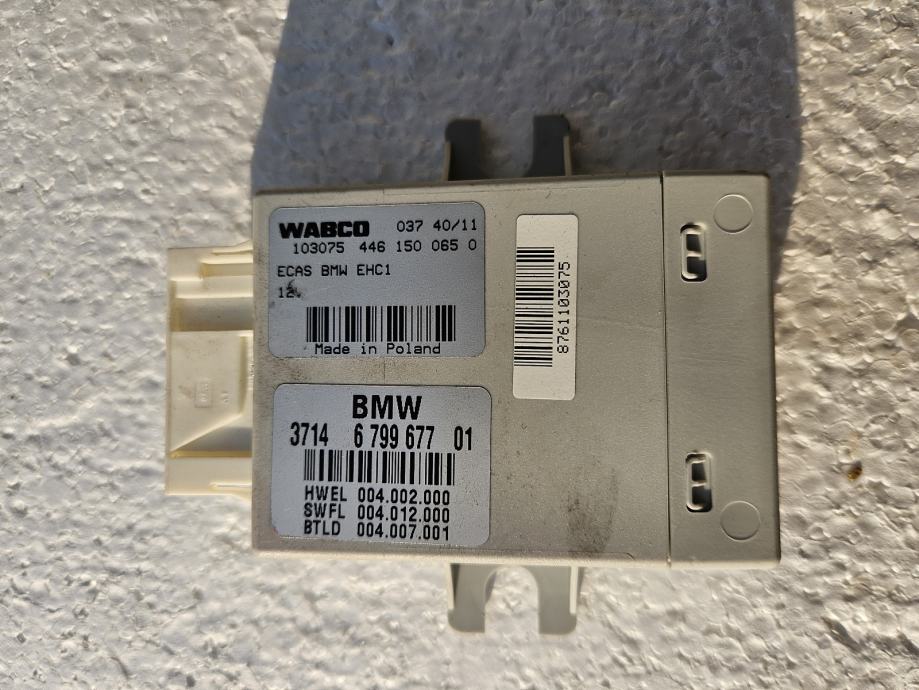 WABCO 037 40/11
103075 446 150 065 0
ECAS BMW EHC1
Made in Poland
8761103075
BMW
3714 6 799 677 01
HWEL 004.002.000
SWFL 004.012.000
BTLD 004.007.001